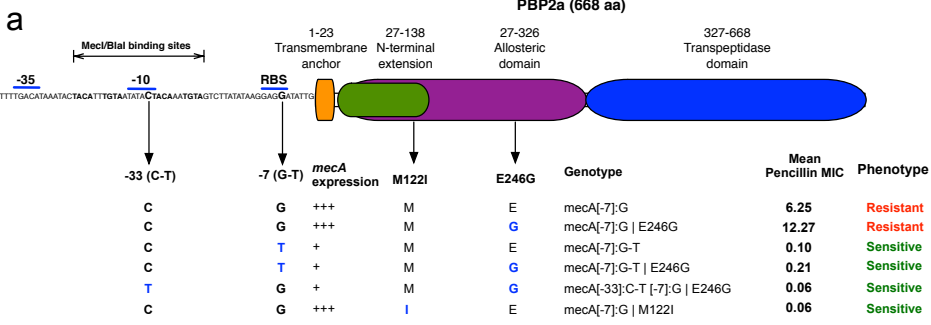 a
PBP2a (668 aa)
1-23
Transmembrane
anchor
27-138
N-terminal
extension
27-326
Allosteric
domain
327-668
Transpeptidase
domain
MecI/BlaI binding sites
-35
-10
RBS
TTTTGACATAAATACTACATTTGTAATATACTACAAATGTAGTCTTATATAAGGAGGATATTG
-33 (C-T)
-7 (G-T)
mecA
expression
M122I
E246G
Genotype
Mean
Pencillin MIC
Phenotype
C G +++ M E mecA[-7]:G 6.25 Resistant
C G +++ M G mecA[-7]:G | E246G 12.27 Resistant
C T + M E mecA[-7]:G-T 0.10 Sensitive
C T + M G mecA[-7]:G-T | E246G 0.21 Sensitive
T G + M G mecA[-33]:C-T [-7]:G | E246G 0.06 Sensitive
C G +++ I E mecA[-7]:G | M122I 0.06 Sensitive